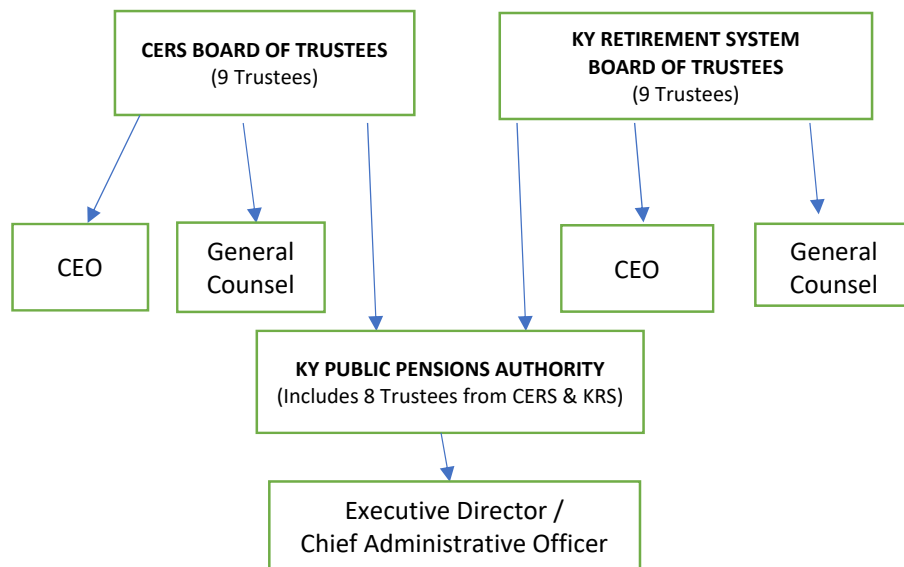 CERS BOARD OF TRUSTEES
(9 Trustees)
KY RETIREMENT SYSTEM
BOARD OF TRUSTEES
(9 Trustees)
CEO
General
Counsel
CEO
General
Counsel
KY PUBLIC PENSIONS AUTHORITY
(Includes 8 Trustees from CERS & KRS)
Executive Director /
Chief Administrative Officer